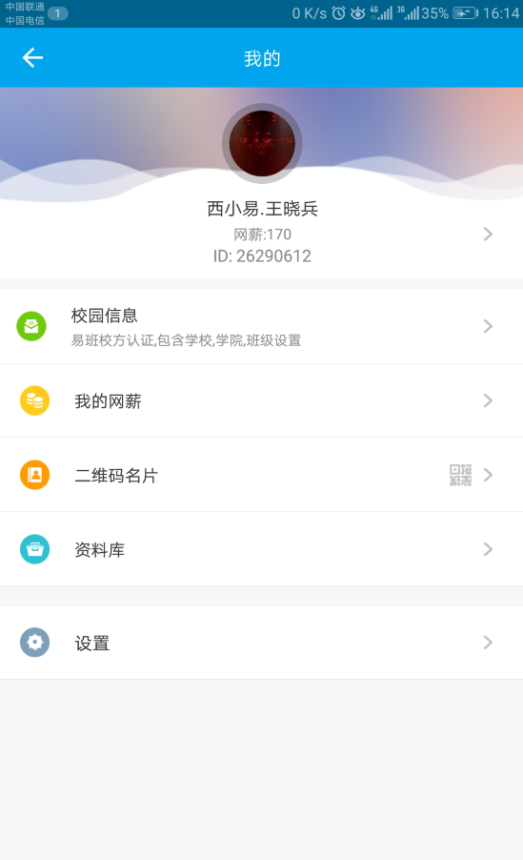 中国联通
中国电信
1
0 K/s 4G 3G 35% 16:14
我的
西小易.王晓兵
网薪:170
ID: 26290612
校园信息
易班校方认证,包含学校,学院,班级设置
我的网薪
二维码名片
资料库
设置